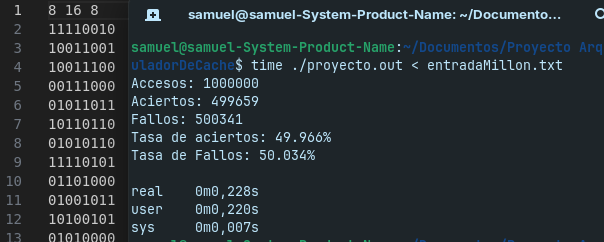 1 8 16 8
2 11110010
3 10011001
4 10011100
5 00111000
6 01011011
7 10110110
8 01010110
9 11110101
10 01101000
11 01001011
12 10100101
13 01010000
samuel@samuel-System-Product-Name: ~/Documento...
samuel@samuel-System-Product-Name:~/Documentos/Proyecto Arq
uladorDeCache$ time ./proyecto.out < entradaMillon.txt
Accesos: 1000000
Aciertos: 499659
Fallos: 500341
Tasa de aciertos: 49.966%
Tasa de Fallos: 50.034%
real 0m0,228s
user 0m0,220s
sys 0m0,007s